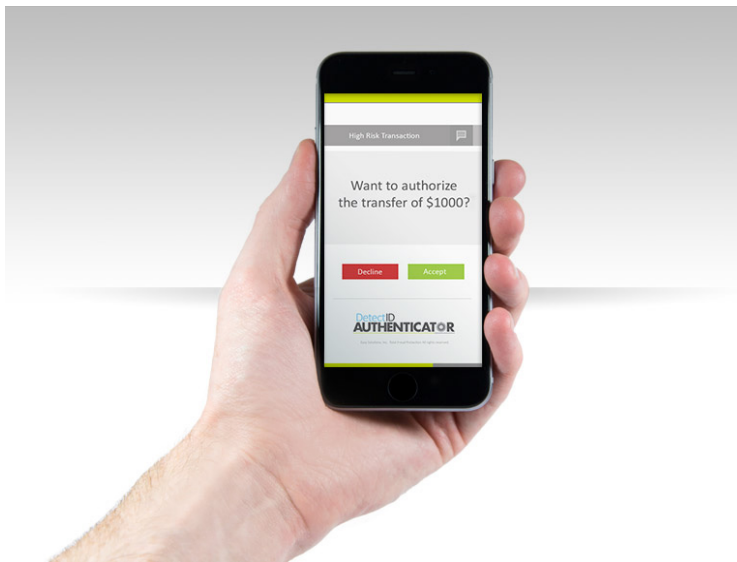 High Risk Transaction
Want to authorize
the transfer of $1000?
Decline
Accept
DetectID
AUTHENTICATOR